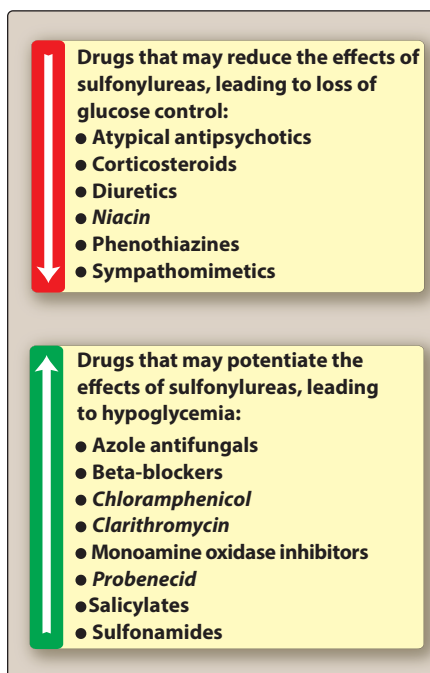 Drugs that may reduce the effects of
sulfonylureas, leading to loss of
glucose control:
● Atypical antipsychotics
● Corticosteroids
● Diuretics
● Niacin
● Phenothiazines
● Sympathomimetics
Drugs that may potentiate the
effects of sulfonylureas, leading
to hypoglycemia:
● Azole antifungals
● Beta-blockers
● Chloramphenicol
● Clarithromycin
● Monoamine oxidase inhibitors
● Probenecid
● Salicylates
● Sulfonamides